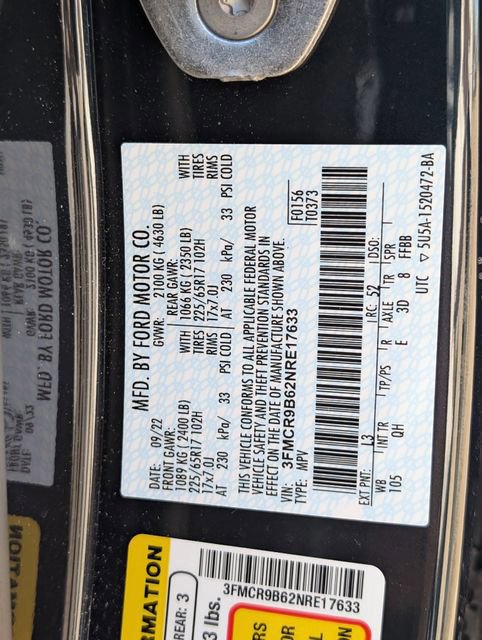 MFD. BY FORD MOTOR CO.
DATE: 09/22
GVWR: 2100 KG ( 4630 LB)
FRONT GAWR: REAR GAWR:
1089 KG ( 2400 LB) WITH 1066 KG ( 2350 LB) WITH
225/65R17 102H TIRES 225/65R17 102H TIRES
17x7.0J RIMS 17x7.0J RIMS
AT 230 kPa/ 33 PSI COLD AT 230 kPa/ 33 PSI COLD
THIS VEHICLE CONFORMS TO ALL APPLICABLE FEDERAL MOTOR
VEHICLE SAFETY AND THEFT PREVENTION STANDARDS IN
EFFECT ON THE DATE OF MANUFACTURE SHOWN ABOVE.
VIN: 3FMCR9B62NRE17633
TYPE: MPV
F0156
T0373
EXT PNT: L3 RC: 52 DSO:
WB INT TR TP/PS R AXLE TR SPR
105 QH E 3D 8 FFBB
UTC ▽ 5U5A-1520472-BA
RMATION
REAR: 3
3 lbs.
3FMCR9B62NRE17633